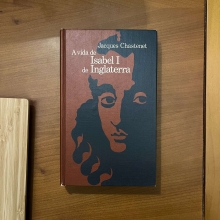 Jacques Chastenet
A vida de
Isabel I
de Inglaterra